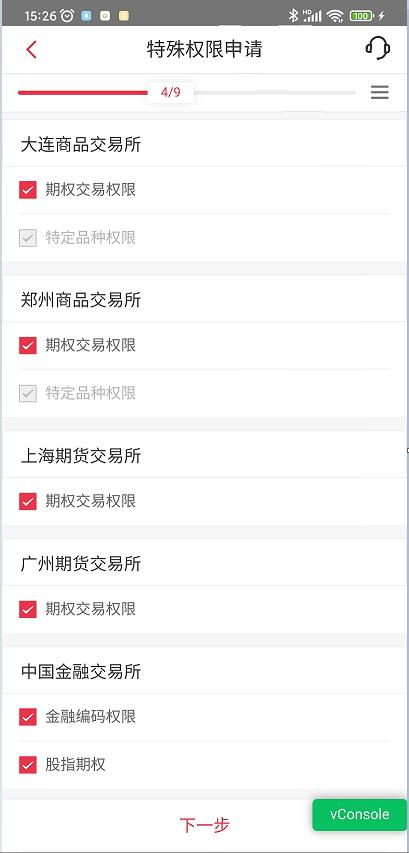 15:26
HD
100
特殊权限申请
4/9
大连商品交易所
期权交易权限
特定品种权限
郑州商品交易所
期权交易权限
特定品种权限
上海期货交易所
期权交易权限
广州期货交易所
期权交易权限
中国金融交易所
金融编码权限
股指期权
下一步
vConsole